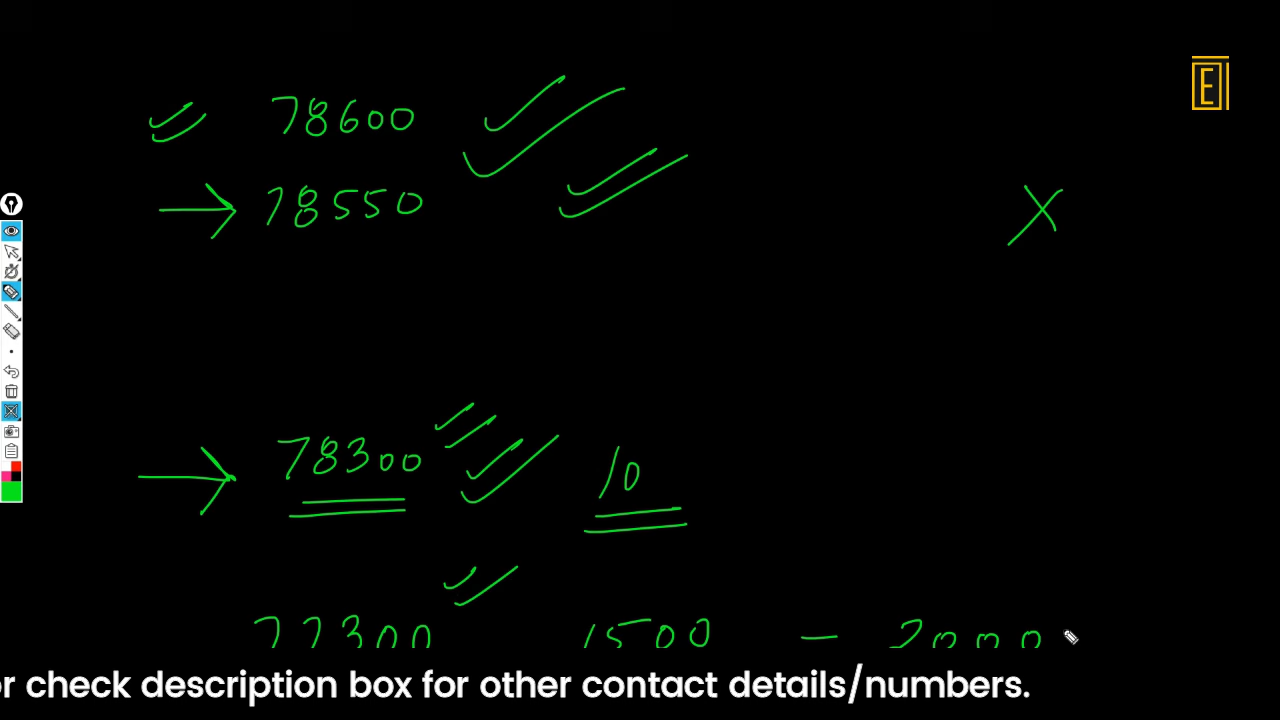 E
78600
78550
78300 10
77300 1500 - 2000
or check description box for other contact details/numbers.